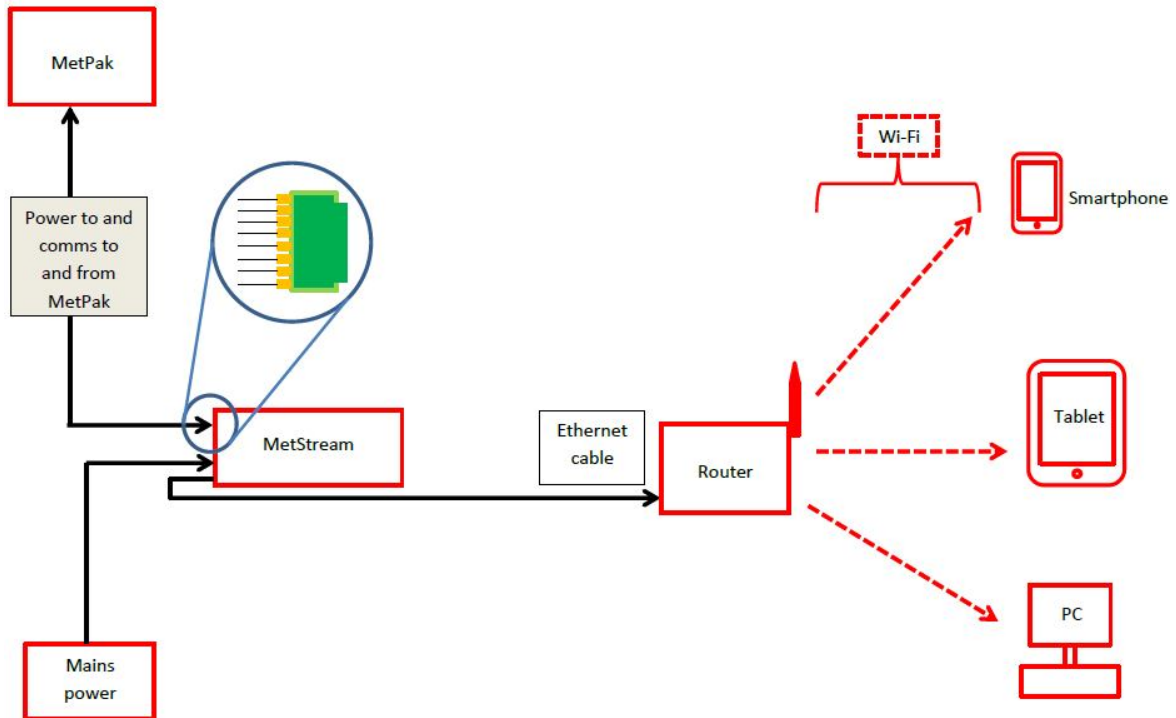 MetPak
Power to and
comms to
and from
MetPak
MetStream
Mains
power
Ethernet
cable
Router
Wi-Fi
Smartphone
Tablet
PC